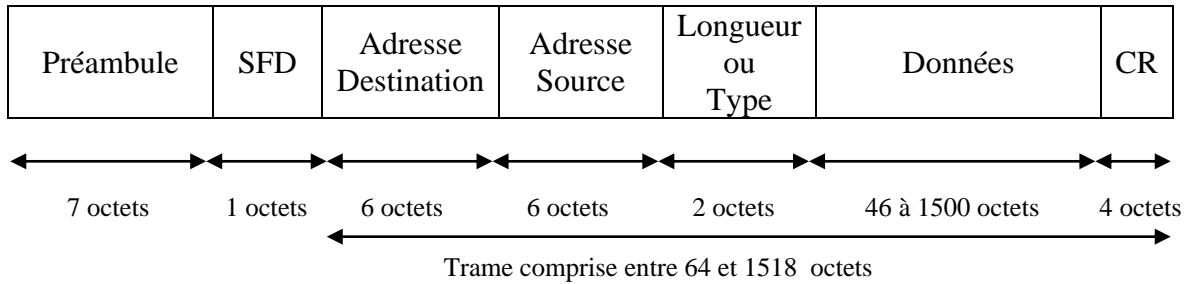 Préambule
SFD
Adresse
Destination
Adresse
Source
Longueur
ou
Type
Données
CR
7 octets
1 octets
6 octets
6 octets
2 octets
46 à 1500 octets
4 octets
Trame comprise entre 64 et 1518 octets